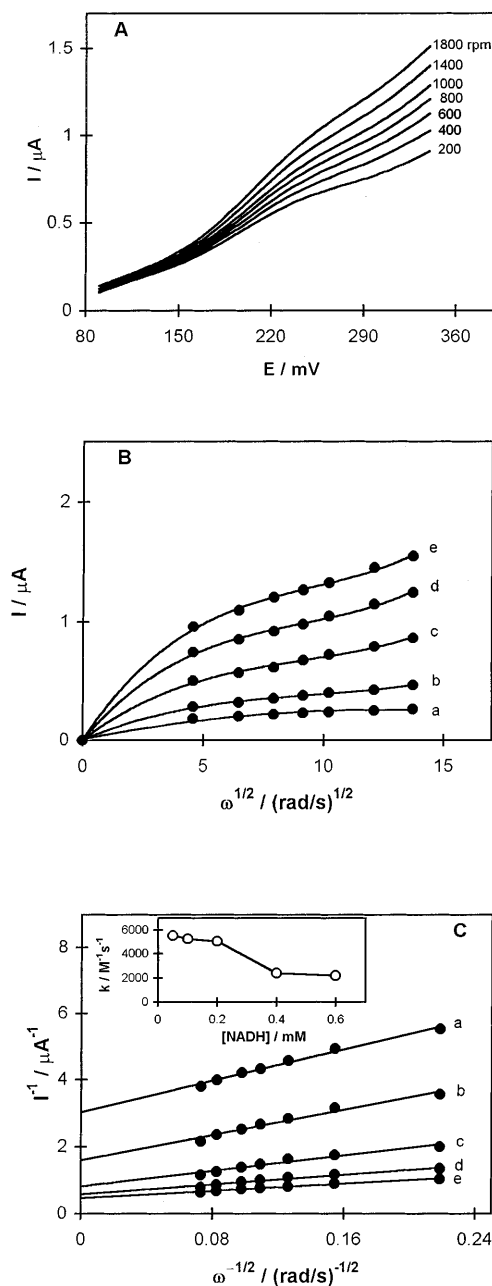 A
I / μA
1.5
1
0.5
0
80
150
220
290
360
E / mV
1800 rpm
1400
1000
800
600
400
200
B
I / μA
2
1
0
0
5
10
15
ω^1/2 / (rad/s)^1/2
e
d
c
b
a
C
I^-1 / μA^-1
8
6
4
2
0
0
0.08
0.16
0.24
ω^-1/2 / (rad/s)^-1/2
a
b
c
d
e
k / M^-1s^-1
6000
4000
2000
0
0
0.2
0.4
0.6
[NADH] / mM